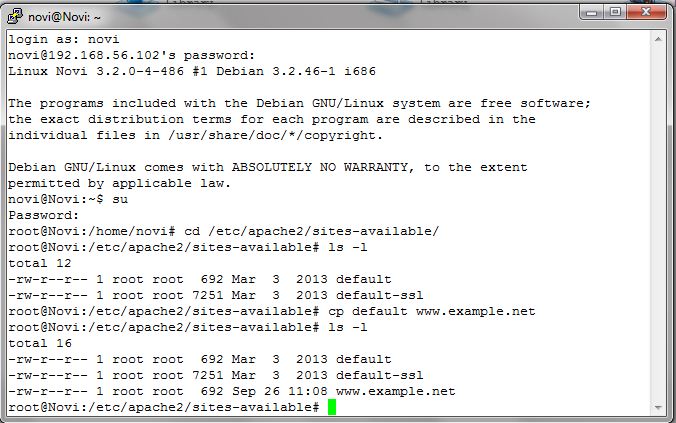 novi@Novi: ~
login as: novi
novi@192.168.56.102's password:
Linux Novi 3.2.0-4-486 #1 Debian 3.2.46-1 i686
The programs included with the Debian GNU/Linux system are free software;
the exact distribution terms for each program are described in the
individual files in /usr/share/doc/*/copyright.
Debian GNU/Linux comes with ABSOLUTELY NO WARRANTY, to the extent
permitted by applicable law.
novi@Novi:~$ su
Password:
root@Novi:/home/novi# cd /etc/apache2/sites-available/
root@Novi:/etc/apache2/sites-available# ls -l
total 12
-rw-r--r-- 1 root root  692 Mar  3  2013 default
-rw-r--r-- 1 root root 7251 Mar  3  2013 default-ssl
root@Novi:/etc/apache2/sites-available# cp default www.example.net
root@Novi:/etc/apache2/sites-available# ls -l
total 16
-rw-r--r-- 1 root root  692 Mar  3  2013 default
-rw-r--r-- 1 root root 7251 Mar  3  2013 default-ssl
-rw-r--r-- 1 root root  692 Sep 26 11:08 www.example.net
root@Novi:/etc/apache2/sites-available#